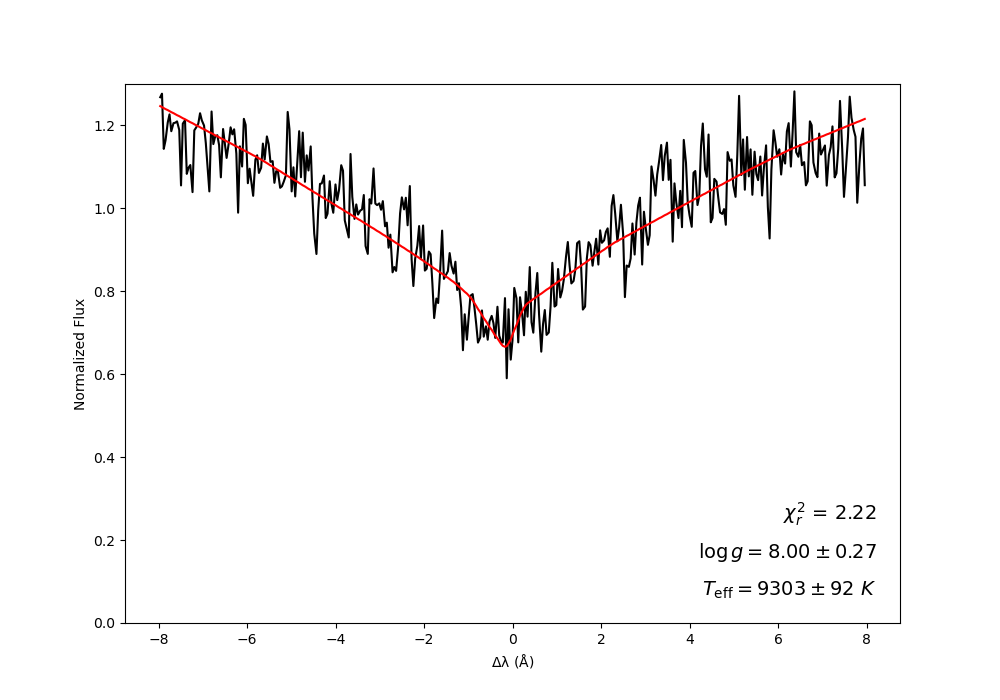 1.2
1.0
0.8
0.6
0.4
0.2
0.0
Normalized Flux
χ²ᵣ = 2.22
log g = 8.00 ± 0.27
T_eff = 9303 ± 92 K
−8 −6 −4 −2 0 2 4 6 8
Δλ (Å)